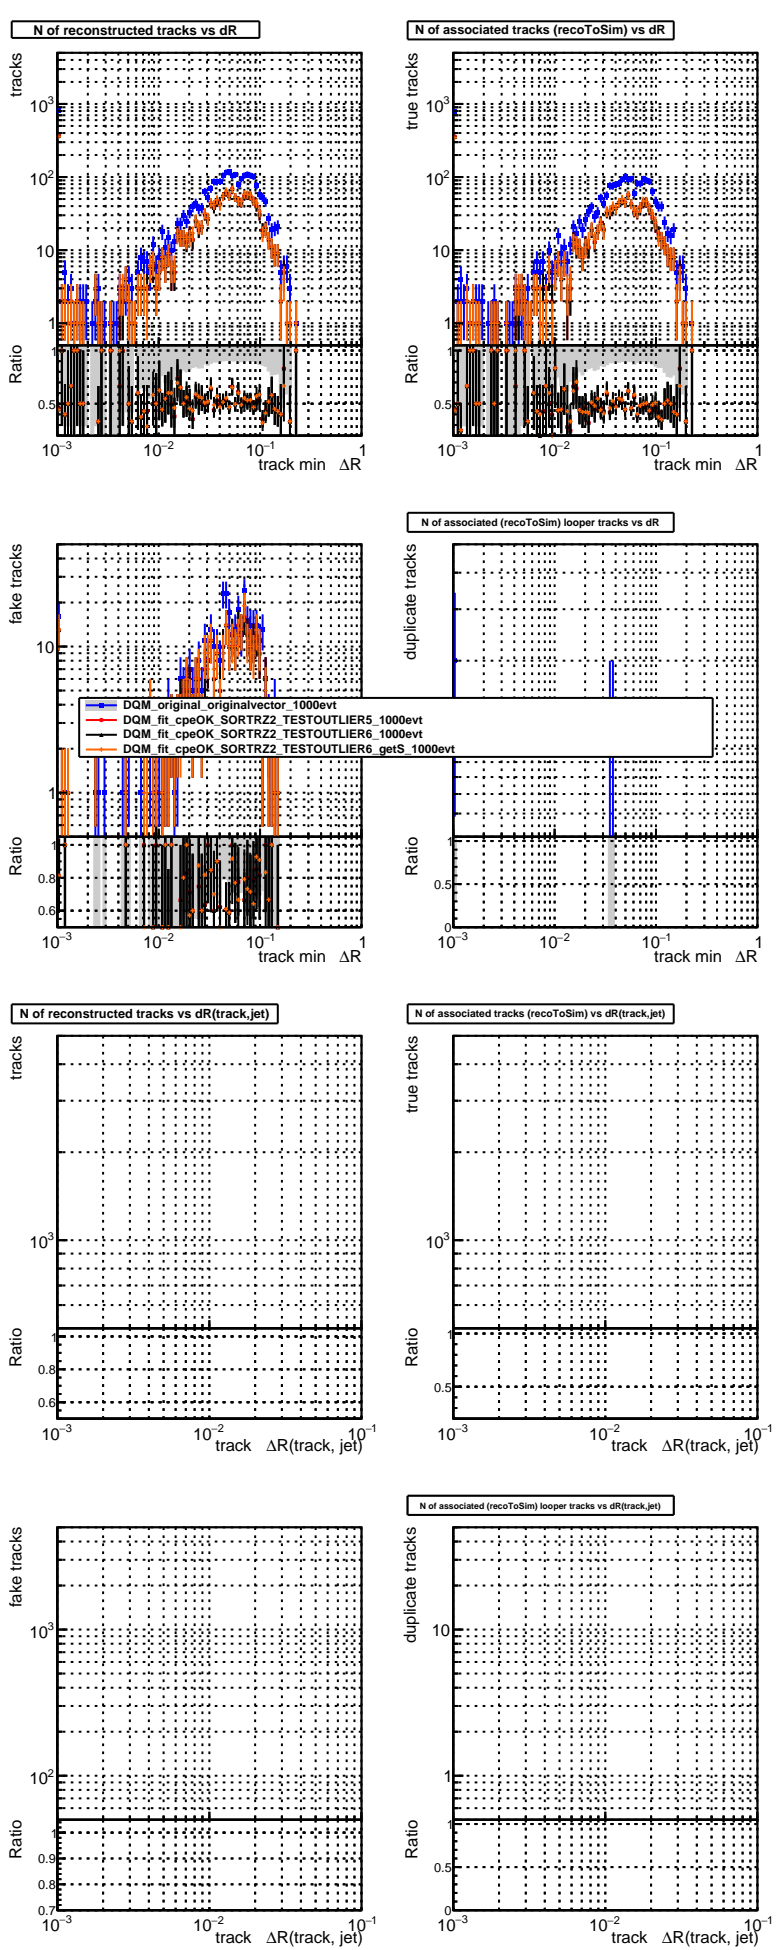 N of reconstructed tracks vs dR
N of associated tracks (recoToSim) vs dR
tracks
10³
10²
10
1
Ratio
1
0.5
10⁻³
10⁻²
10⁻¹
1
track min ΔR
true tracks
10³
10²
10
1
Ratio
1
0.5
10⁻³
10⁻²
10⁻¹
1
track min ΔR
N of associated (recoToSim) looper tracks vs dR
fake tracks
10
1
Ratio
1
0.8
0.6
10⁻³
10⁻²
10⁻¹
1
track min ΔR
duplicate tracks
Ratio
1
0.5
0
10⁻³
10⁻²
10⁻¹
1
track min ΔR
DQM_original_originalvector_1000evt
DQM_fit_cpeOK_SORTRZ2_TESTOUTLIER5_1000evt
DQM_fit_cpeOK_SORTRZ2_TESTOUTLIER6_1000evt
DQM_fit_cpeOK_SORTRZ2_TESTOUTLIER6_getS_1000evt
N of reconstructed tracks vs dR(track,jet)
N of associated tracks (recoToSim) vs dR(track,jet)
tracks
10³
Ratio
1
0.8
0.6
10⁻³
10⁻²
10⁻¹
track ΔR(track, jet)
true tracks
10³
Ratio
1
0.5
10⁻³
10⁻²
10⁻¹
track ΔR(track, jet)
N of associated (recoToSim) looper tracks vs dR(track,jet)
fake tracks
10³
10²
Ratio
1
0.9
0.8
0.7
10⁻³
10⁻²
10⁻¹
track ΔR(track, jet)
duplicate tracks
10
1
Ratio
1
0.5
0
10⁻³
10⁻²
10⁻¹
track ΔR(track, jet)